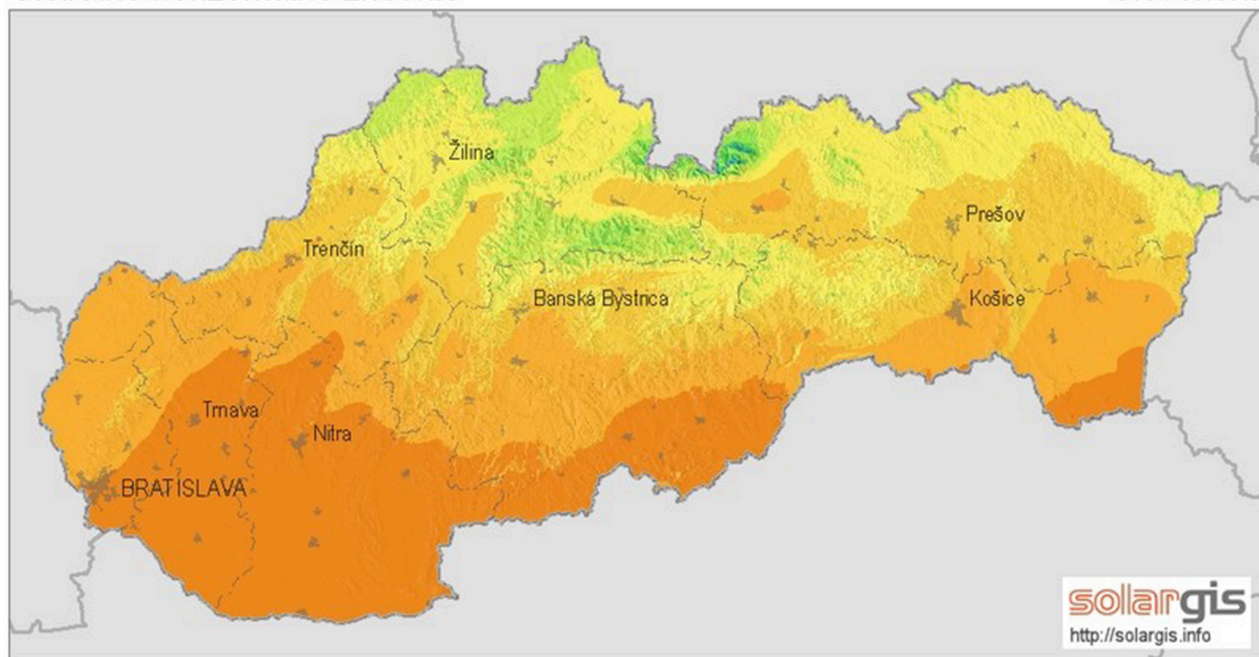 Žilina
Prešov
Trenčín
Banská Bystrica
Košice
Trnava
Nitra
BRATISLAVA
solargis
http://solargis.info